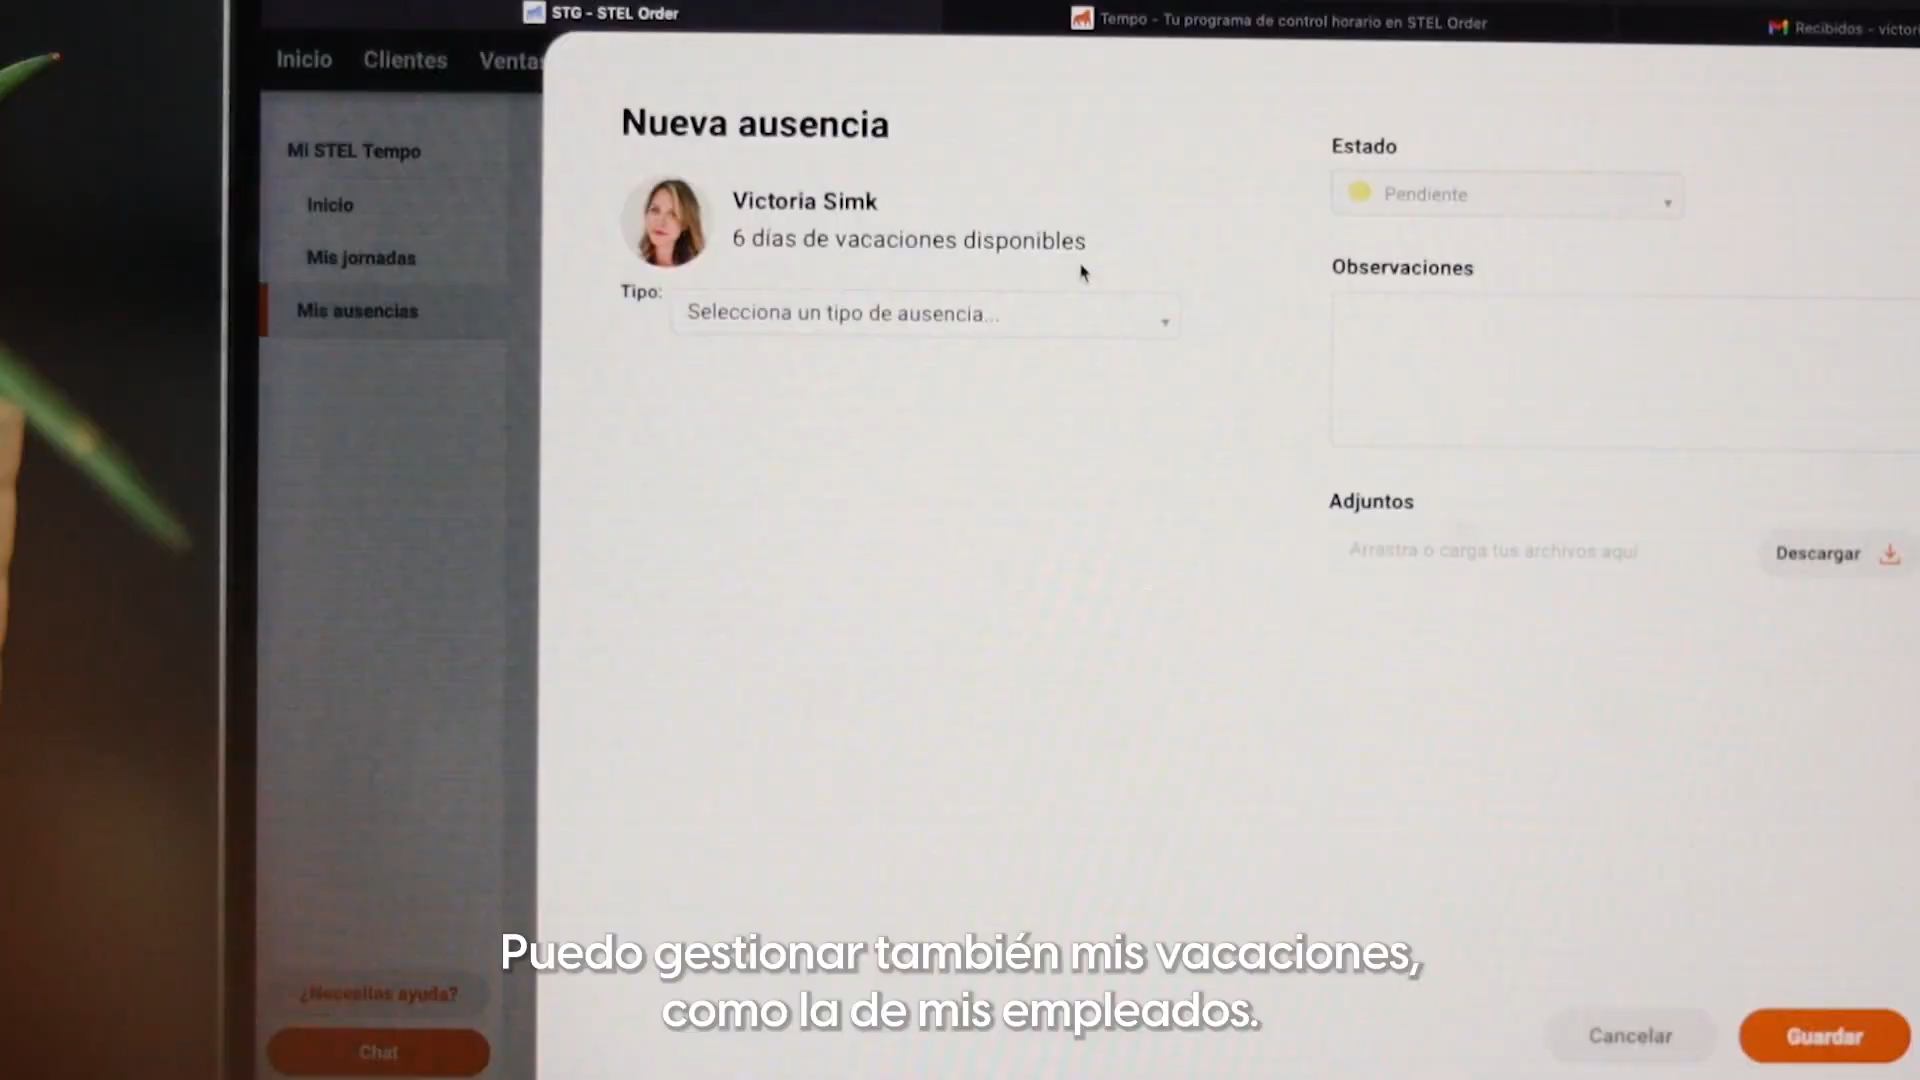 STG - STEL Order
Tempo - Tu programa de control horario en STEL Order
Recibidos - victori
Inicio Clientes Ventas
Nueva ausencia
Mi STEL Tempo
Inicio
Mis jornadas
Mis ausencias
Victoria Simk
6 días de vacaciones disponibles
Tipo:
Selecciona un tipo de ausencia...
Estado
Pendiente
Observaciones
Adjuntos
Arrastra o carga tus archivos aquí
Descargar
¿Necesitas ayuda?
Chat
Puedo gestionar también mis vacaciones,
como la de mis empleados.
Cancelar
Guardar